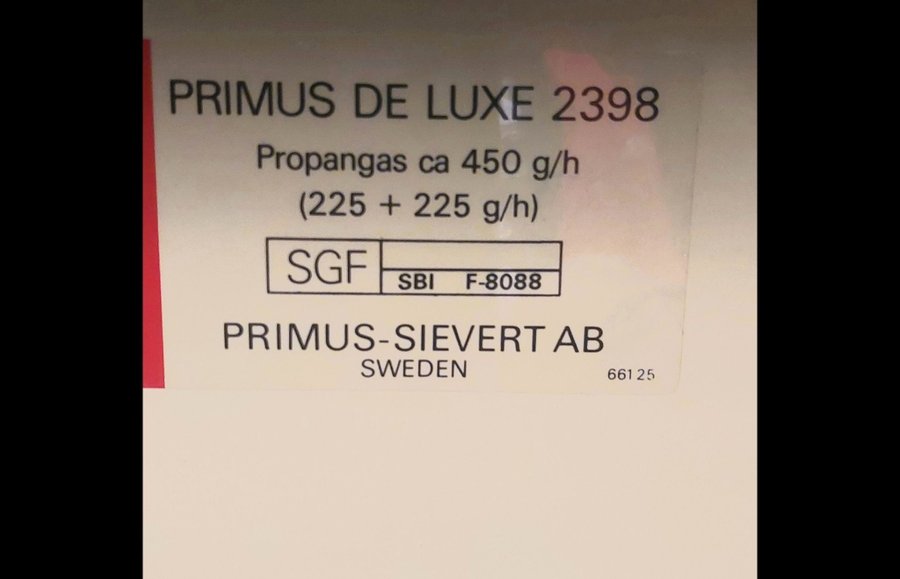 PRIMUS DE LUXE 2398
Propangas ca 450 g/h
(225 + 225 g/h)
SGF
SBI F-8088
PRIMUS-SIEVERT AB
SWEDEN
66125